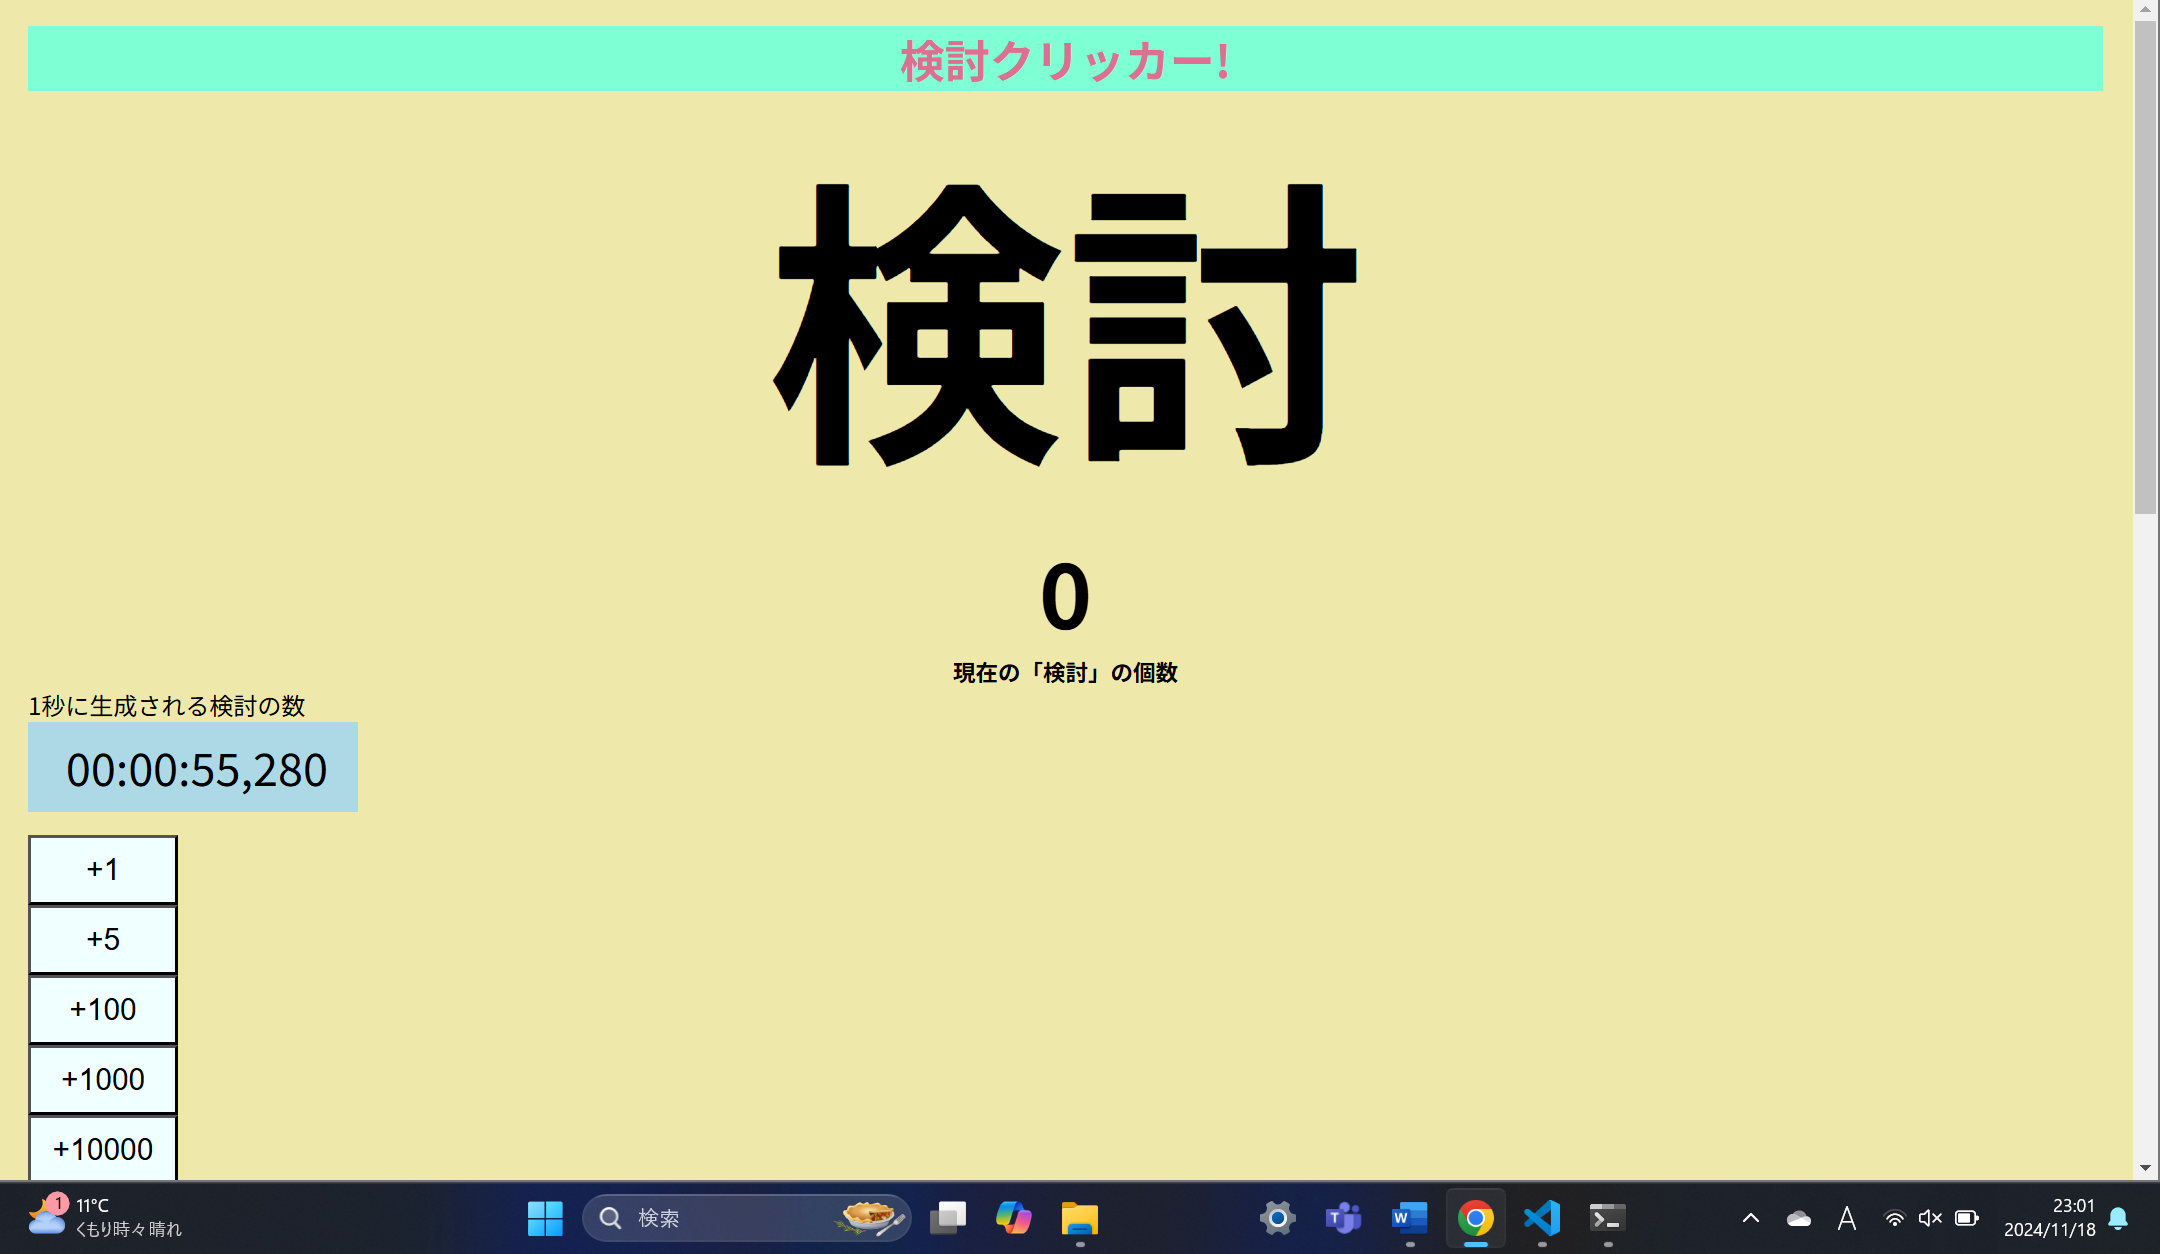 検討クリッカー!
検討
0
現在の「検討」の個数
1秒に生成される検討の数
00:00:55,280
+1
+5
+100
+1000
+10000
1
11°C
くもり時々晴れ
検索
A
23:01
2024/11/18